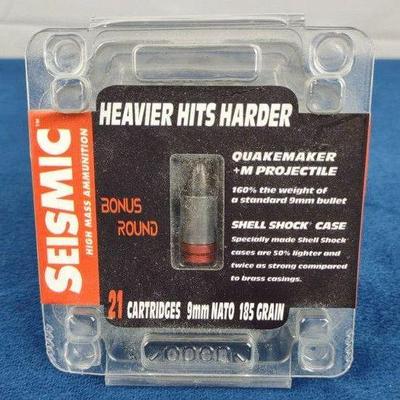 SEISMIC™
HIGH MASS AMMUNITION
HEAVIER HITS HARDER
QUAKEMAKER
+M PROJECTILE
160% the weight of
a standard 9mm bullet
BONUS
ROUND
SHELL SHOCK® CASE
Specially made Shell Shock®
cases are 50% lighter and
twice as strong comnpared
to brass casings.
21 CARTRIDGES 9mm NATO 185 GRAIN
open